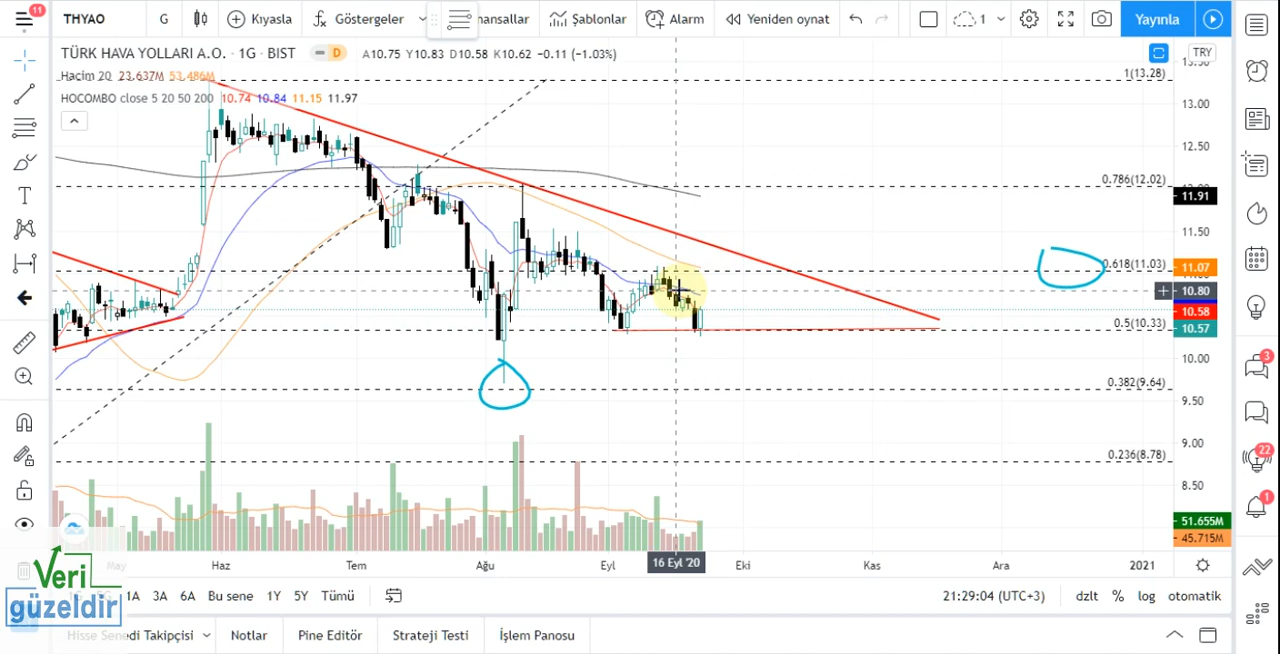 11
THYAO
G
Kıyasla
Göstergeler
nansallar
Şablonlar
Alarm
Yeniden oynat
1
Yayınla
TÜRK HAVA YOLLARI A.O. · 1G · BIST
D
A10.75 Y10.83 D10.58 K10.62 −0.11 (−1.03%)
TRY
Hacim 20 23.637M 53.486M
HOCOMBO close 5 20 50 200 10.74 10.84 11.15 11.97
1(13.28)
0.786(12.02)
0.618(11.03)
0.5(10.33)
0.382(9.64)
0.236(8.78)
13.50
13.00
12.50
11.91
11.50
11.07
10.80
10.58
10.57
10.00
9.50
9.00
8.50
51.655M
45.715M
May
Haz
Tem
Ağu
Eyl
16 Eyl '20
Eki
Kas
Ara
2021
Veri
güzeldir
1A
3A
6A
Bu sene
1Y
5Y
Tümü
21:29:04 (UTC+3)
dzlt
%
log
otomatik
Hisse Senedi Takipçisi
Notlar
Pine Editör
Strateji Testi
İşlem Panosu
3
22
1